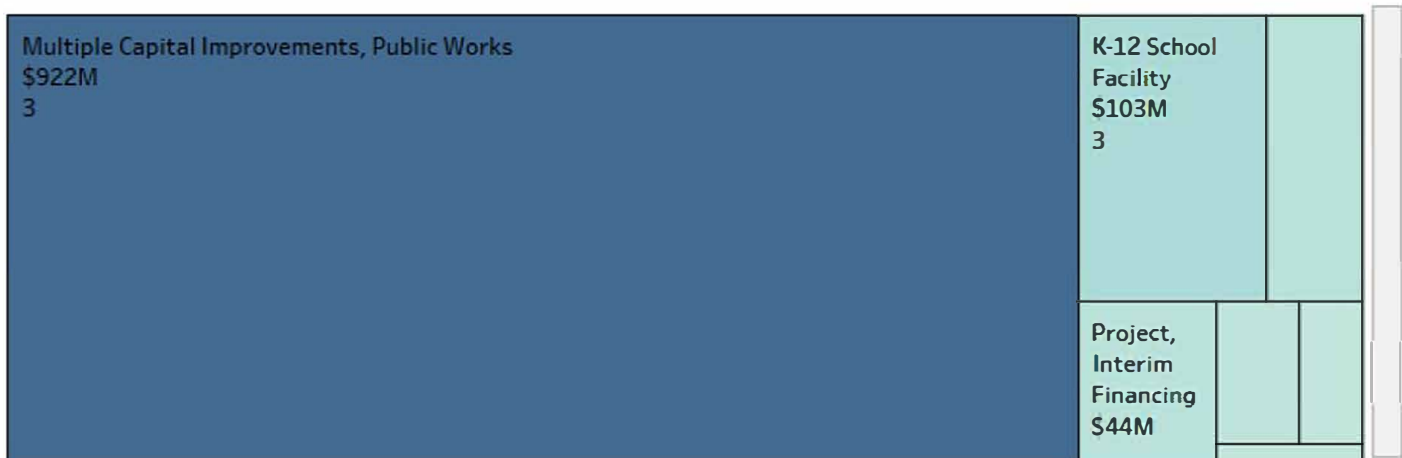 Multiple Capital Improvements, Public Works
$922M
3
K-12 School
Facility
$103M
3
Project,
Interim
Financing
$44M